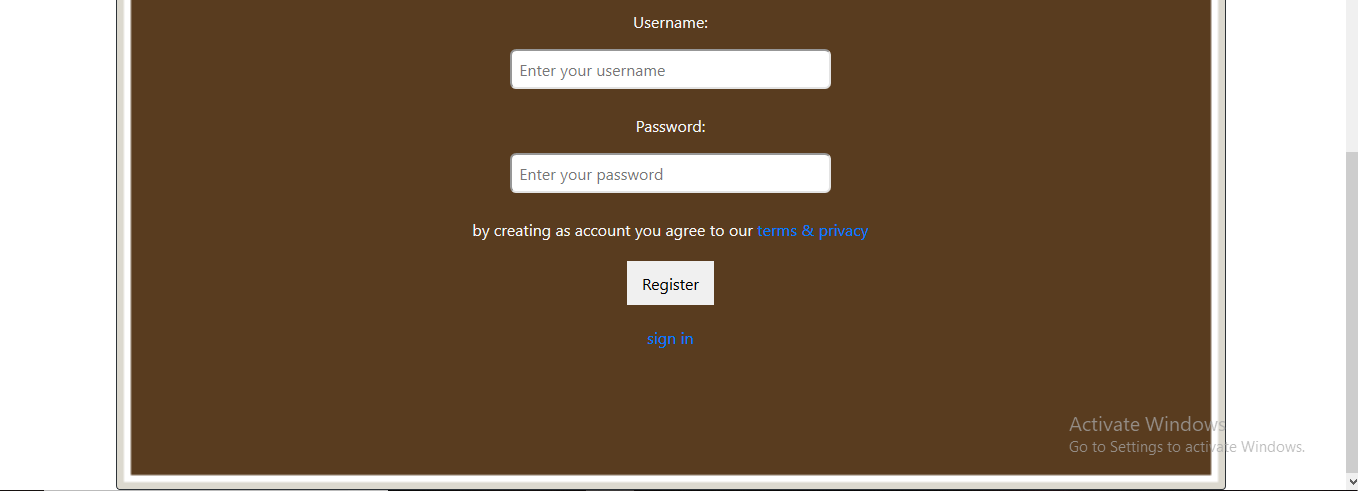 Username:
Enter your username
Password:
Enter your password
by creating as account you agree to our terms & privacy
Register
sign in
Activate Windows
Go to Settings to activate Windows.